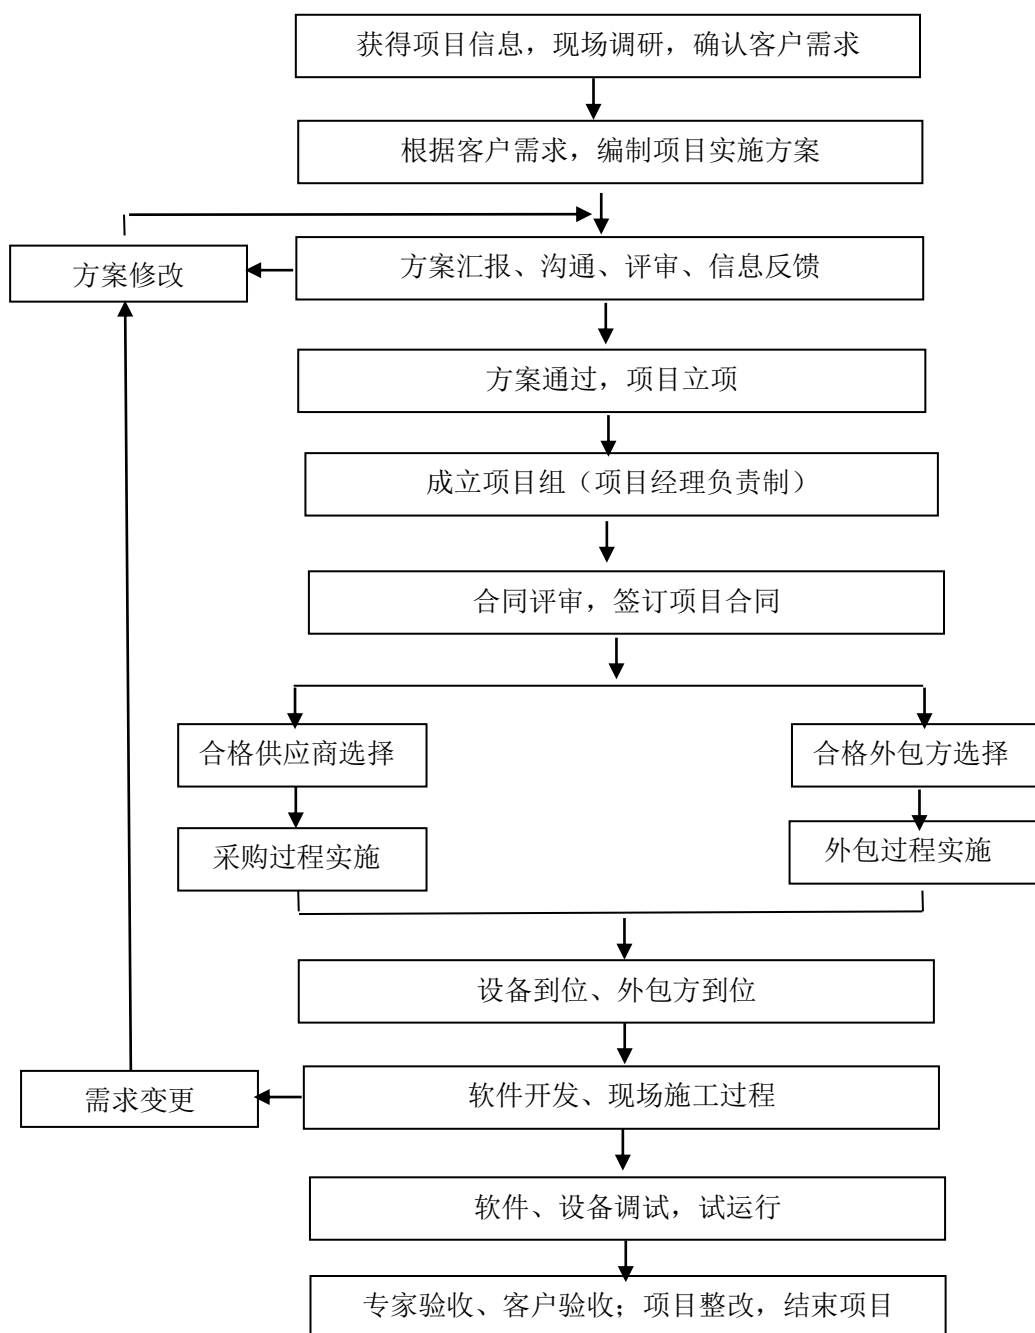 获得项目信息，现场调研，确认客户需求
根据客户需求，编制项目实施方案
方案修改
方案汇报、沟通、评审、信息反馈
方案通过，项目立项
成立项目组（项目经理负责制）
合同评审，签订项目合同
合格供应商选择
合格外包方选择
采购过程实施
外包过程实施
设备到位、外包方到位
需求变更
软件开发、现场施工过程
软件、设备调试，试运行
专家验收、客户验收；项目整改，结束项目